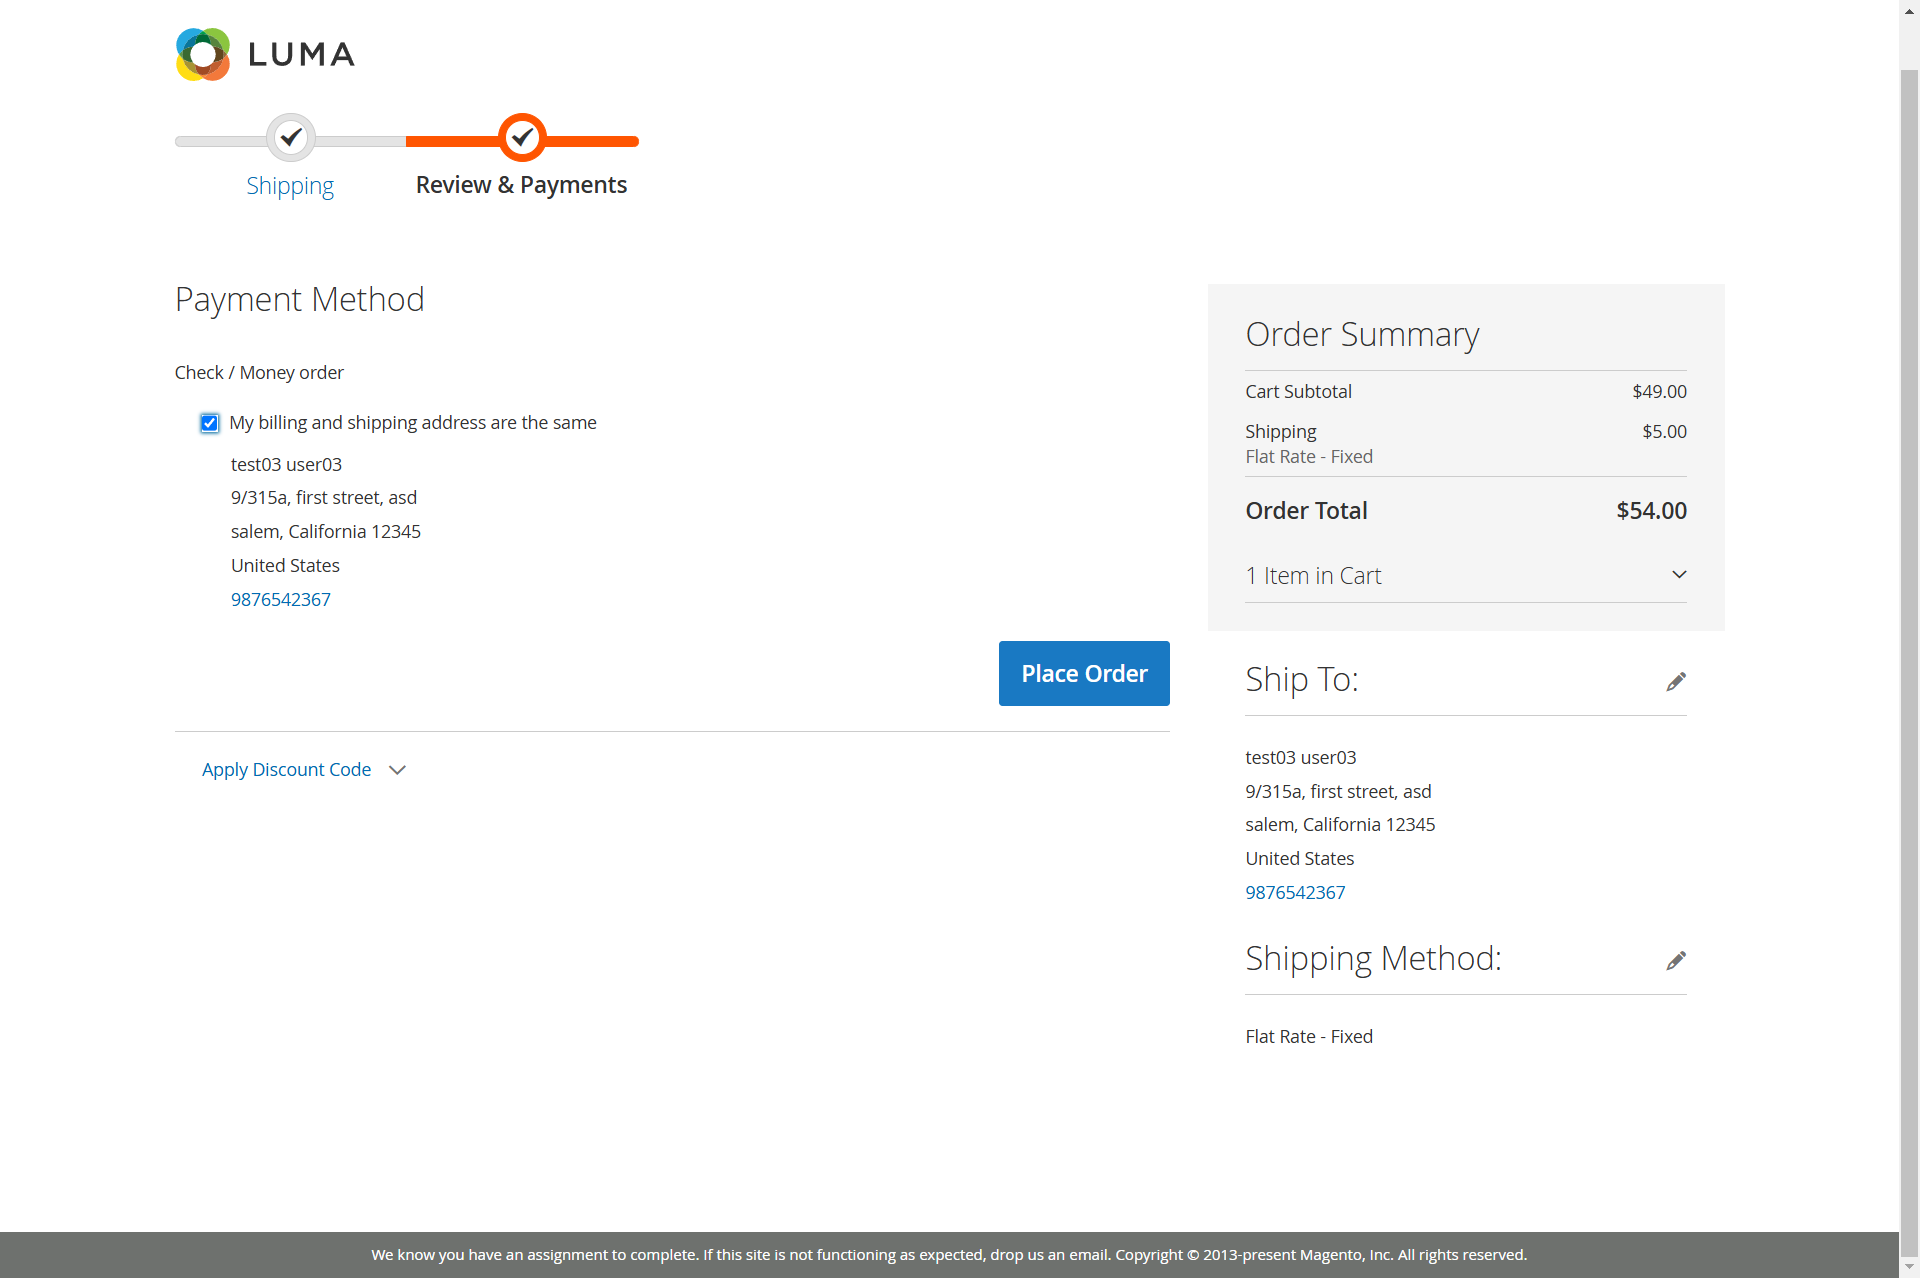 LUMA
Shipping
Review & Payments
Payment Method
Check / Money order
My billing and shipping address are the same
test03 user03
9/315a, first street, asd
salem, California 12345
United States
9876542367
Place Order
Apply Discount Code
Order Summary
Cart Subtotal $49.00
Shipping $5.00
Flat Rate - Fixed
Order Total $54.00
1 Item in Cart
Ship To:
test03 user03
9/315a, first street, asd
salem, California 12345
United States
9876542367
Shipping Method:
Flat Rate - Fixed
We know you have an assignment to complete. If this site is not functioning as expected, drop us an email. Copyright © 2013-present Magento, Inc. All rights reserved.